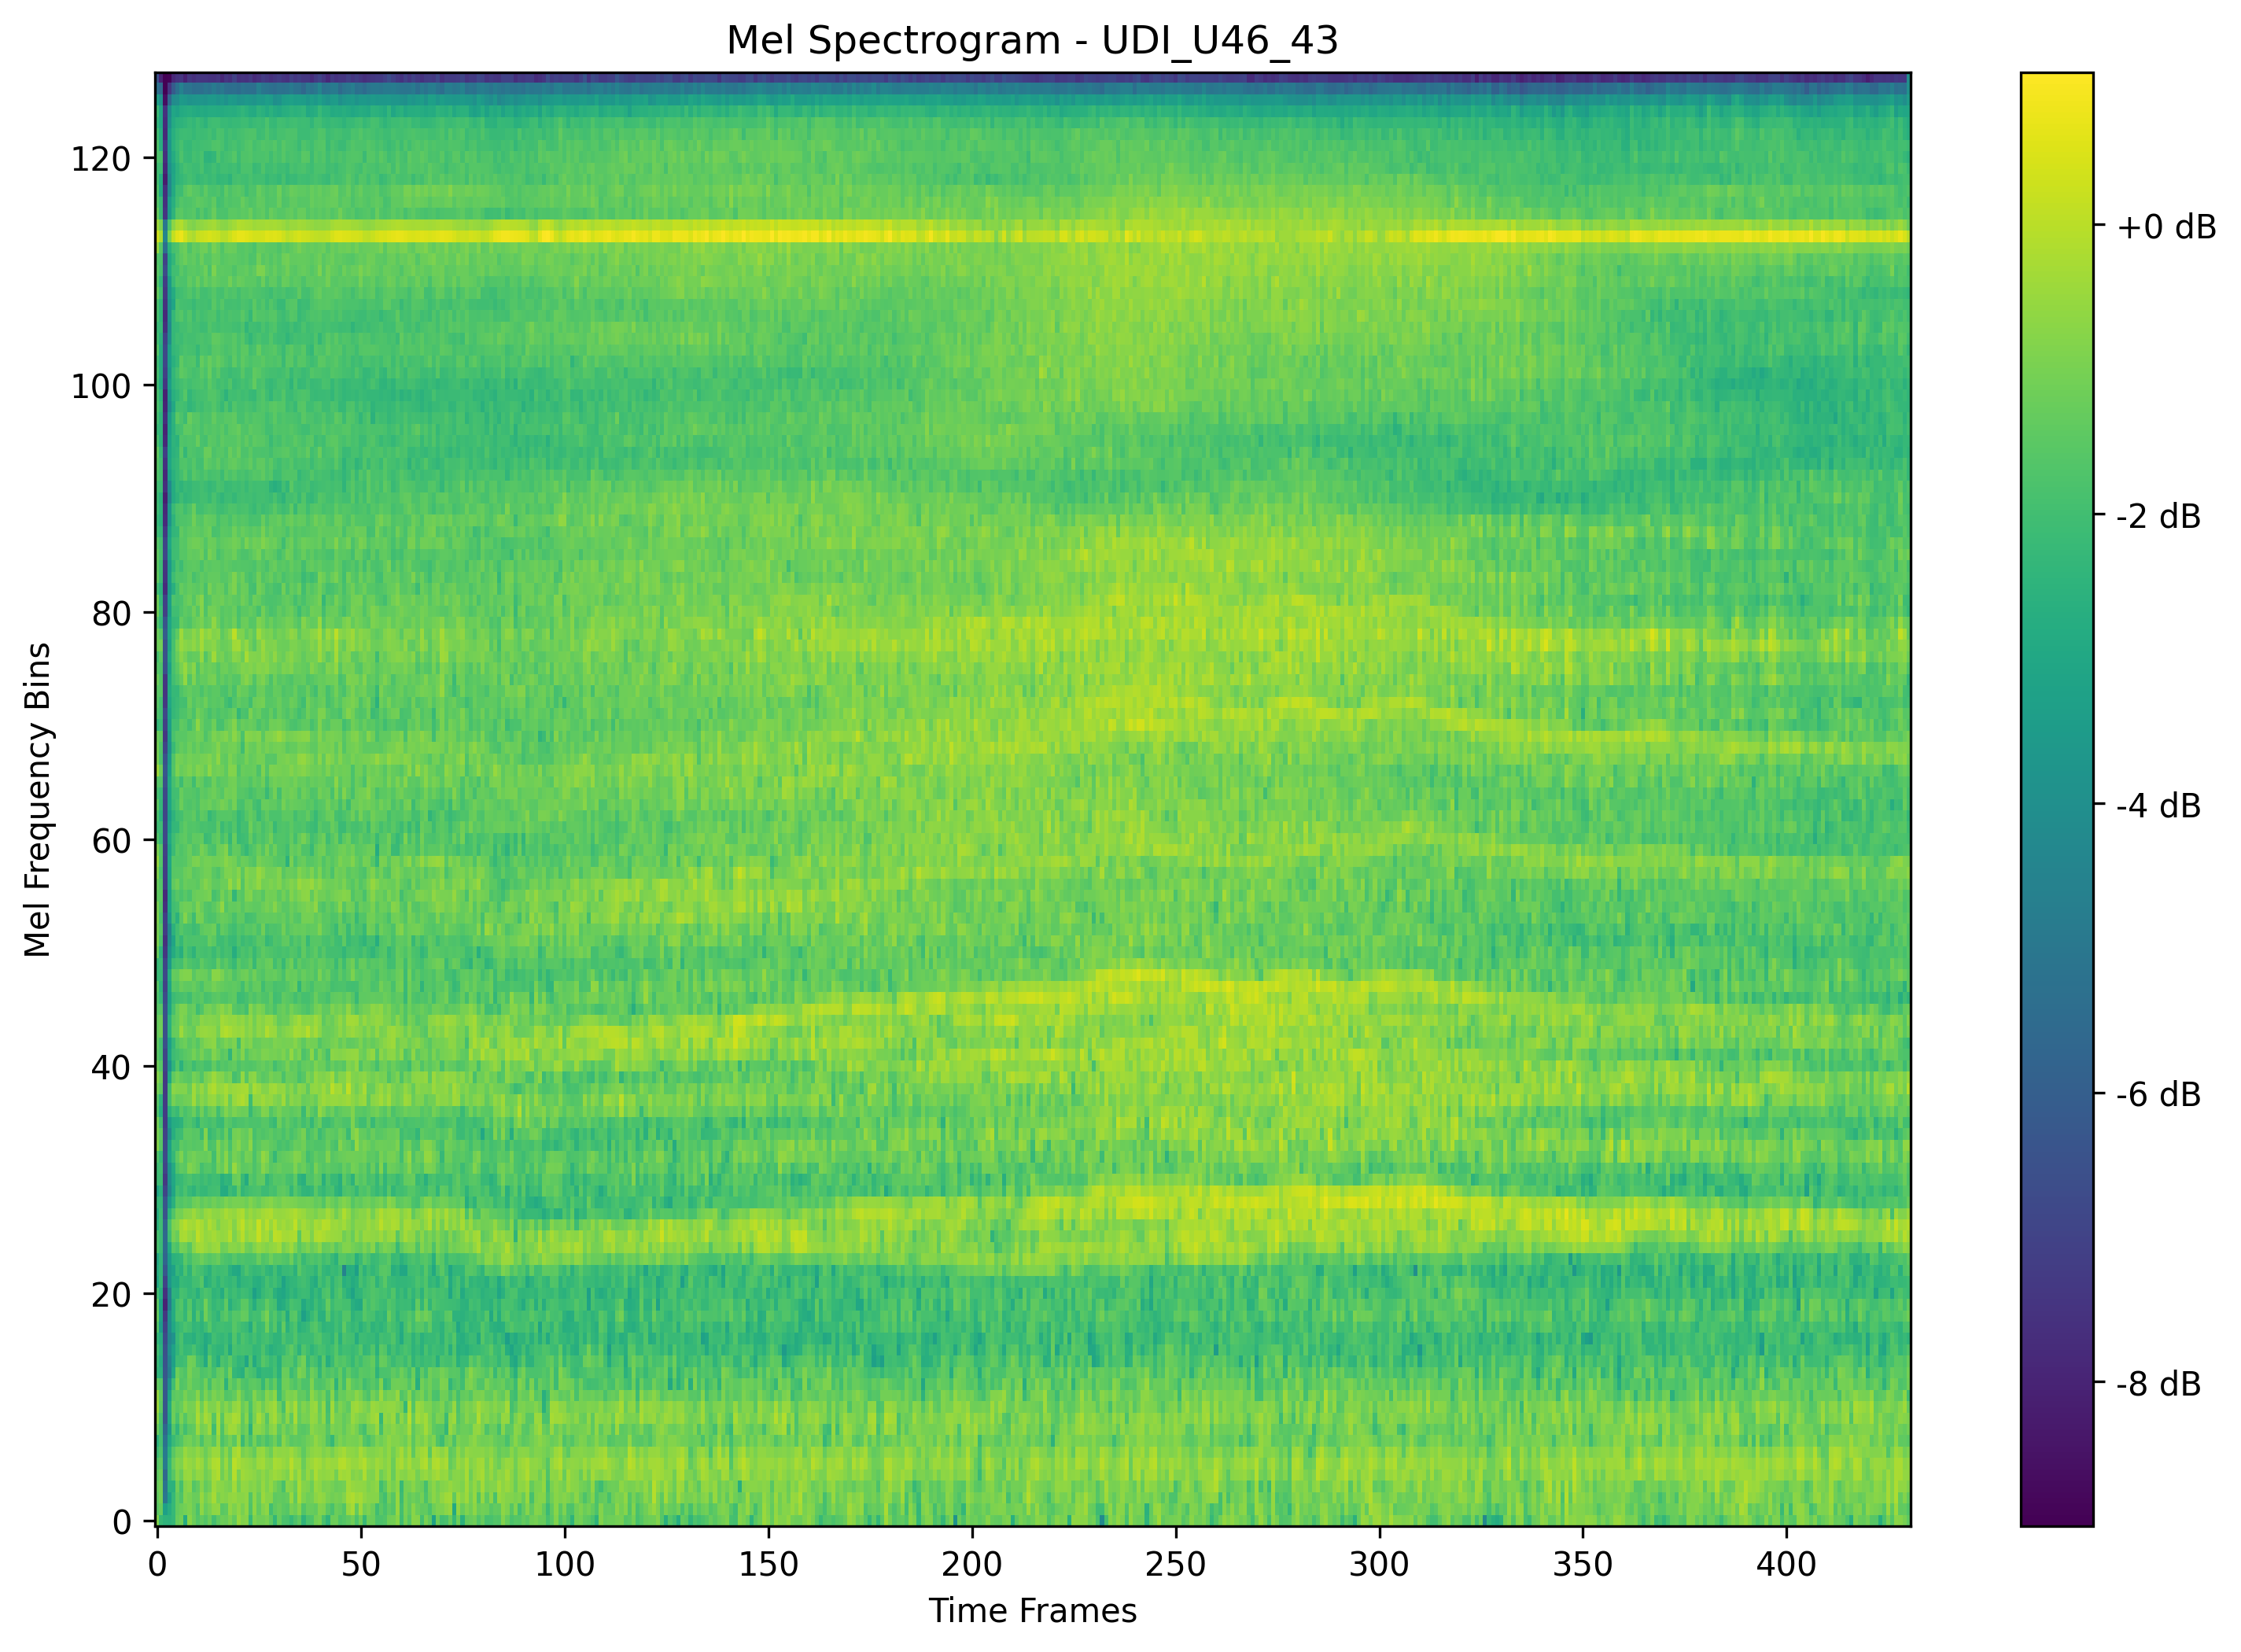 Mel Spectrogram - UDI_U46_43
Mel Frequency Bins
120
100
80
60
40
20
0
0 50 100 150 200 250 300 350 400
Time Frames
+0 dB
-2 dB
-4 dB
-6 dB
-8 dB